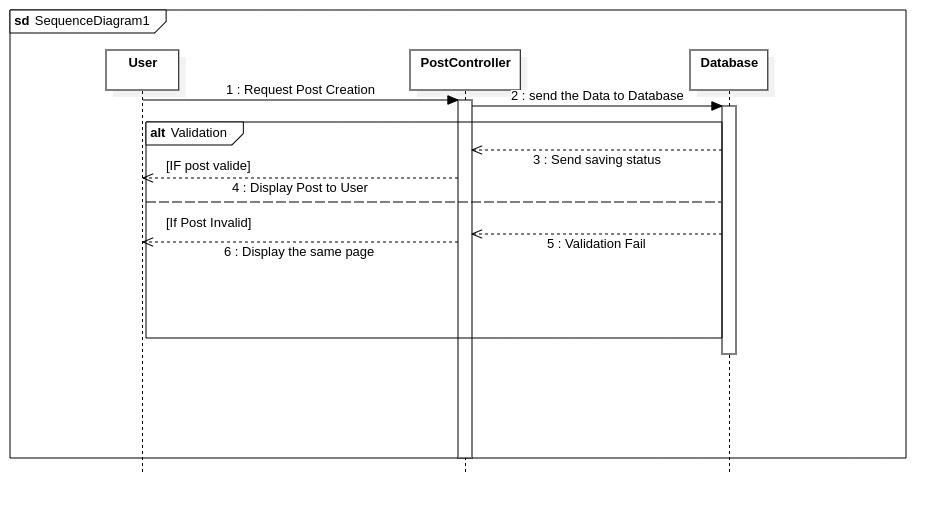 sd SequenceDiagram1
User
PostController
Database
1 : Request Post Creation
2 : send the Data to Database
alt Validation
3 : Send saving status
[IF post valide]
4 : Display Post to User
[If Post Invalid]
5 : Validation Fail
6 : Display the same page